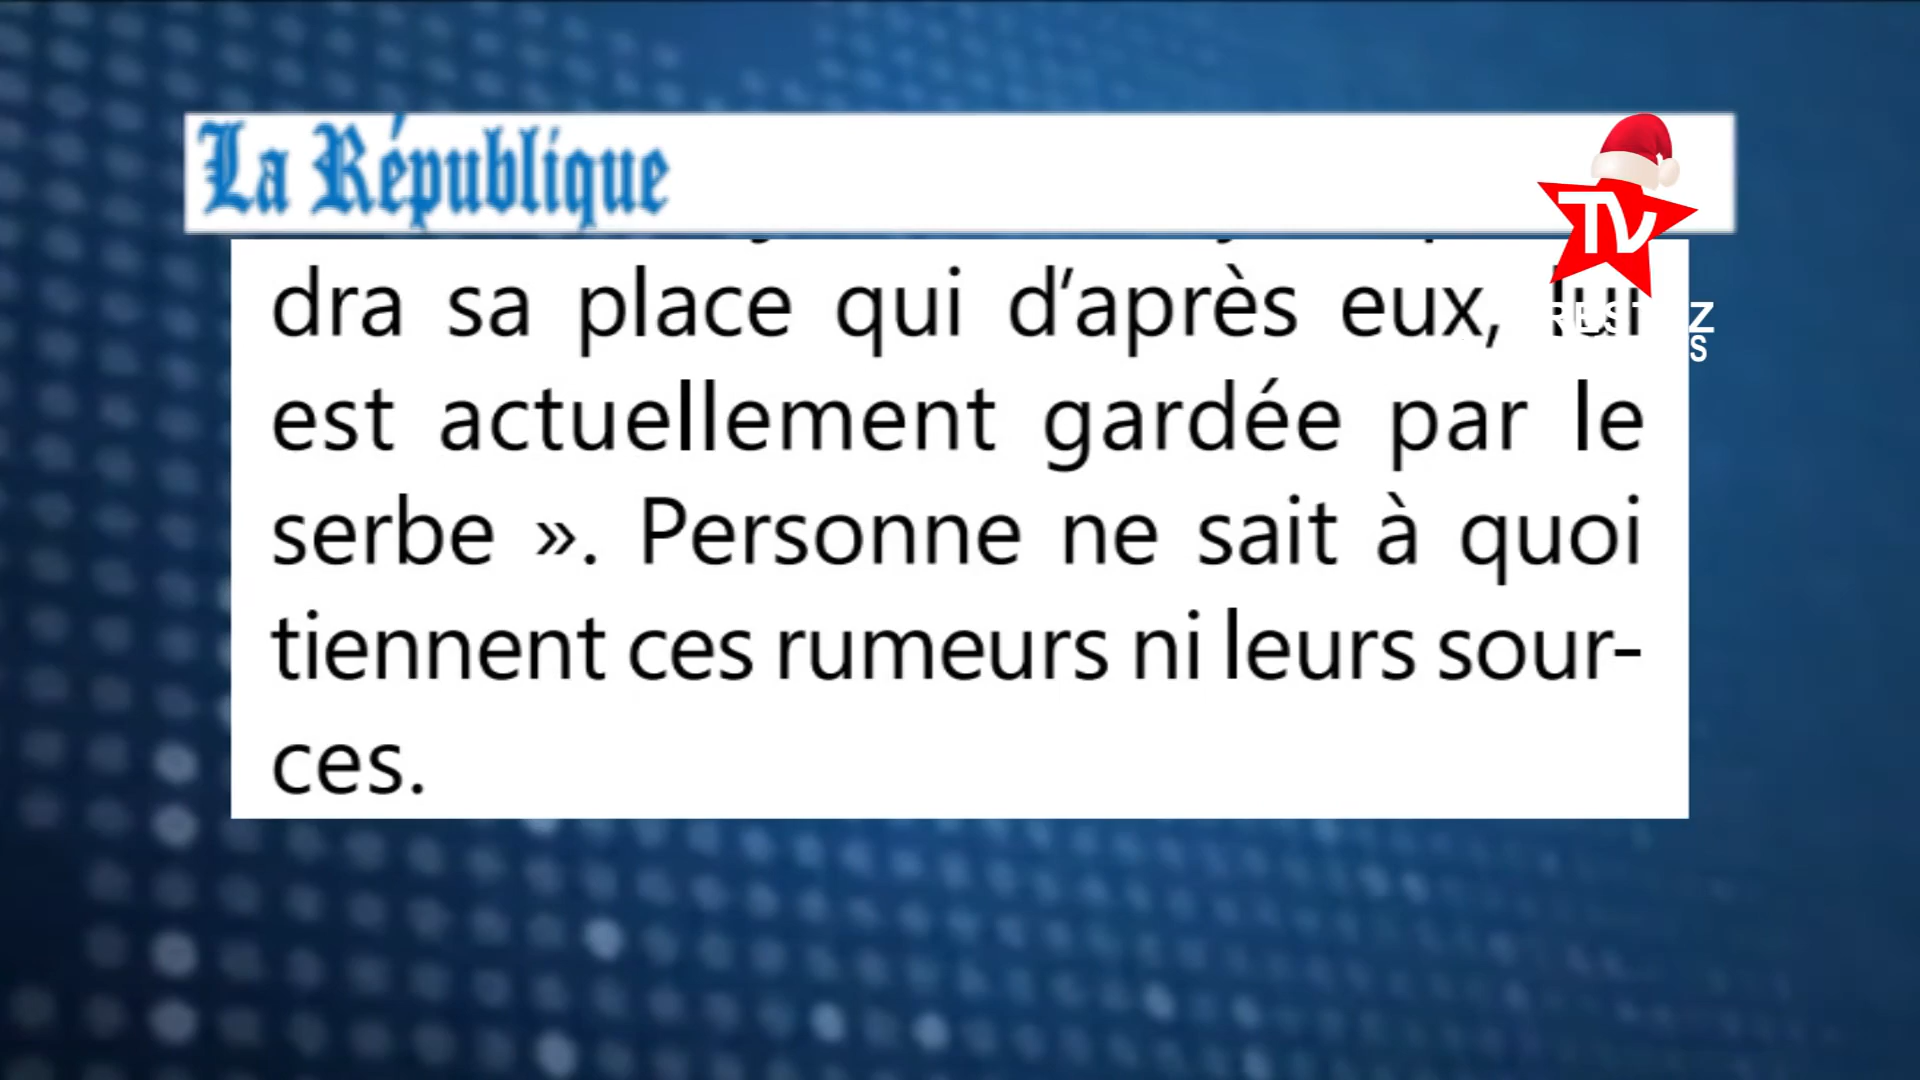 La République
TV
dra sa place qui d'après eux, lui
est actuellement gardée par le
serbe ». Personne ne sait à quoi
tiennent ces rumeurs ni leurs sour-
ces.